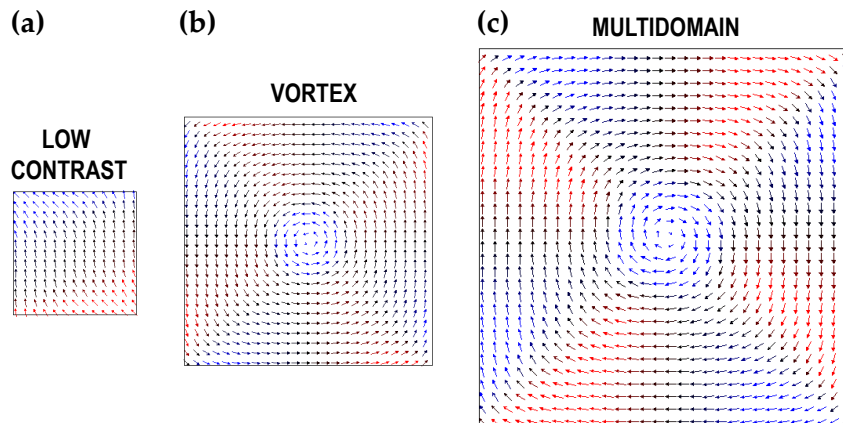 (a)
LOW
CONTRAST
(b)
VORTEX
(c)
MULTIDOMAIN